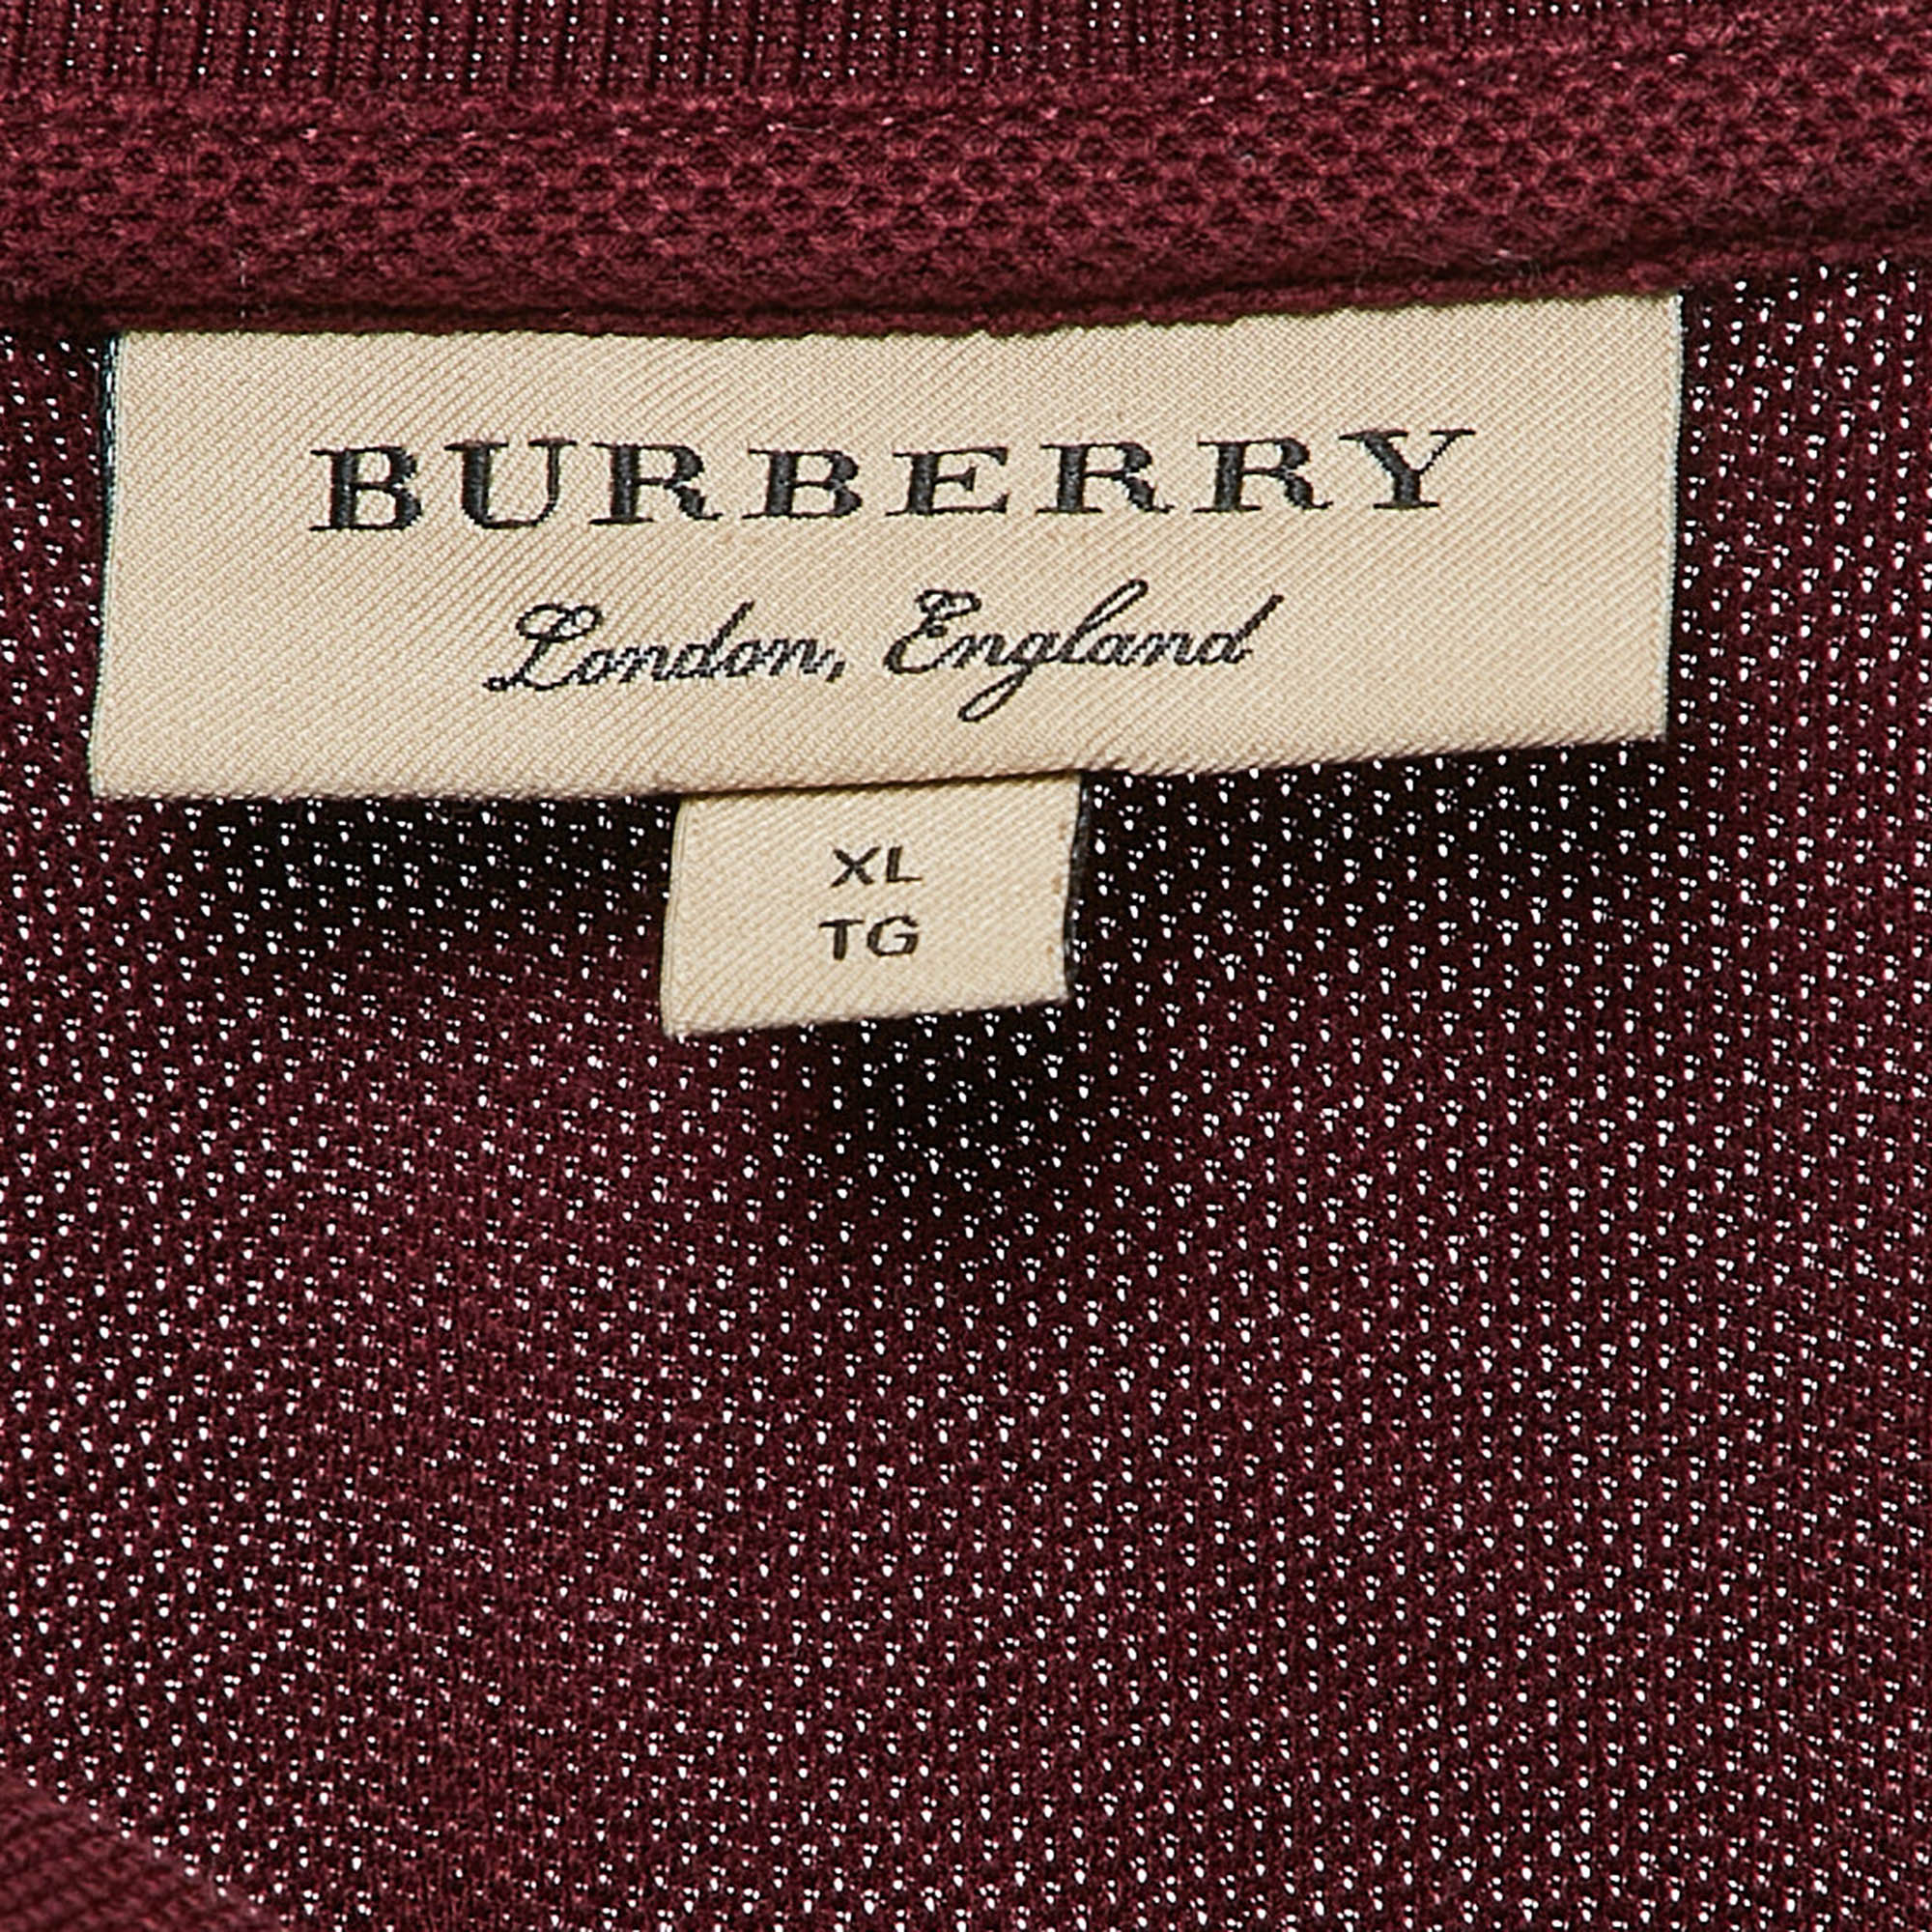 BURBERRY
London, England
XL
TG